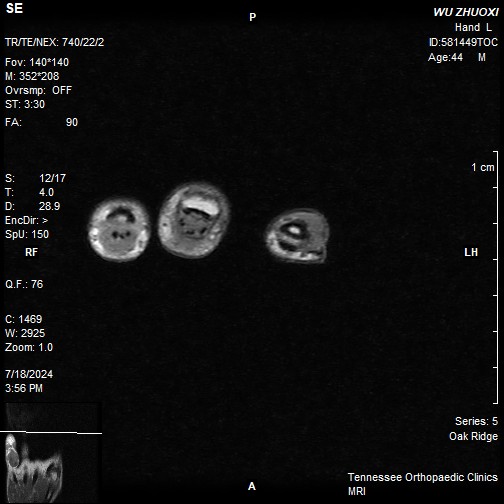 SE
P
WU ZHUOXI
Hand L
ID:581449TOC
Age:44 M
TR/TE/NEX: 740/22/2
Fov: 140*140
M: 352*208
Ovrsmp: OFF
ST: 3:30
FA: 90
1 cm
S: 12/17
T: 4.0
D: 28.9
EncDir: >
SpU: 150
RF
LH
Q.F.: 76
C: 1469
W: 2925
Zoom: 1.0
7/18/2024
3:56 PM
Series: 5
Oak Ridge
A
Tennessee Orthopaedic Clinics
MRI